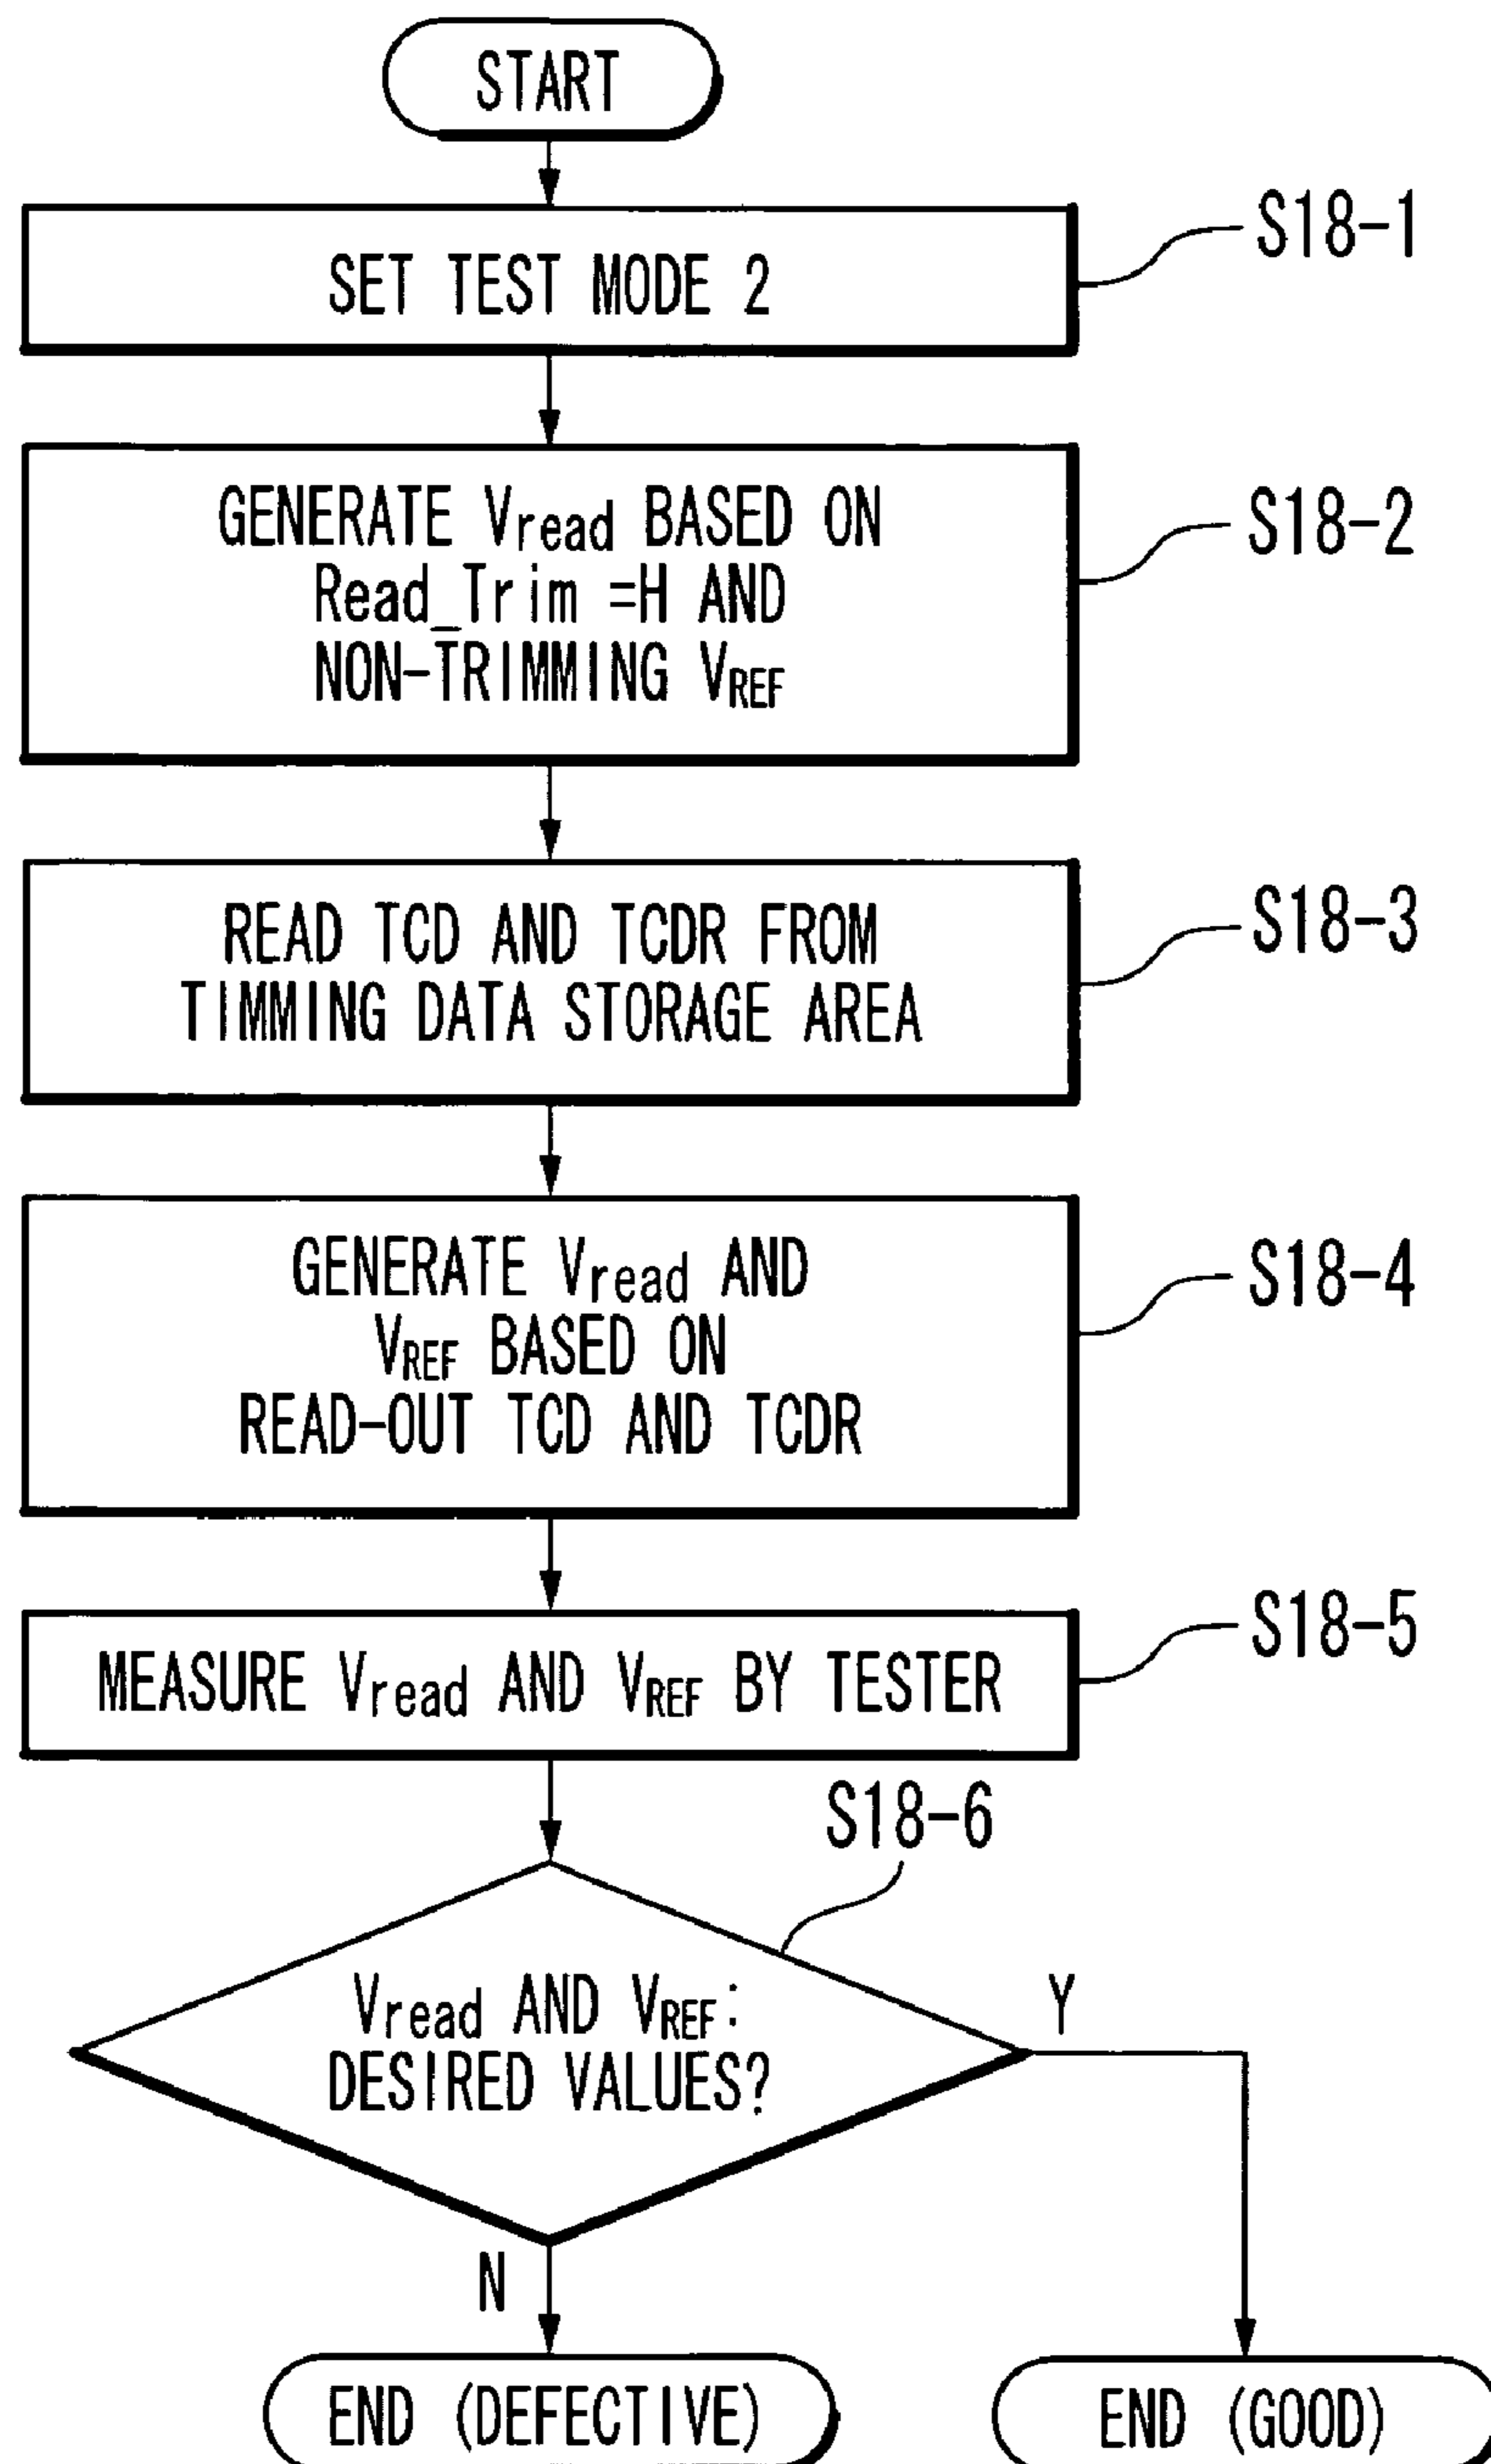 START
SET TEST MODE 2
S18-1
GENERATE Vread BASED ON
Read_Trim =H AND
NON-TRIMMING VREF
S18-2
READ TCD AND TCDR FROM
TIMMING DATA STORAGE AREA
S18-3
GENERATE Vread AND
VREF BASED ON
READ-OUT TCD AND TCDR
S18-4
MEASURE Vread AND VREF BY TESTER
S18-5
S18-6
Vread AND VREF:
DESIRED VALUES?
Y
N
END (DEFECTIVE)
END (GOOD)